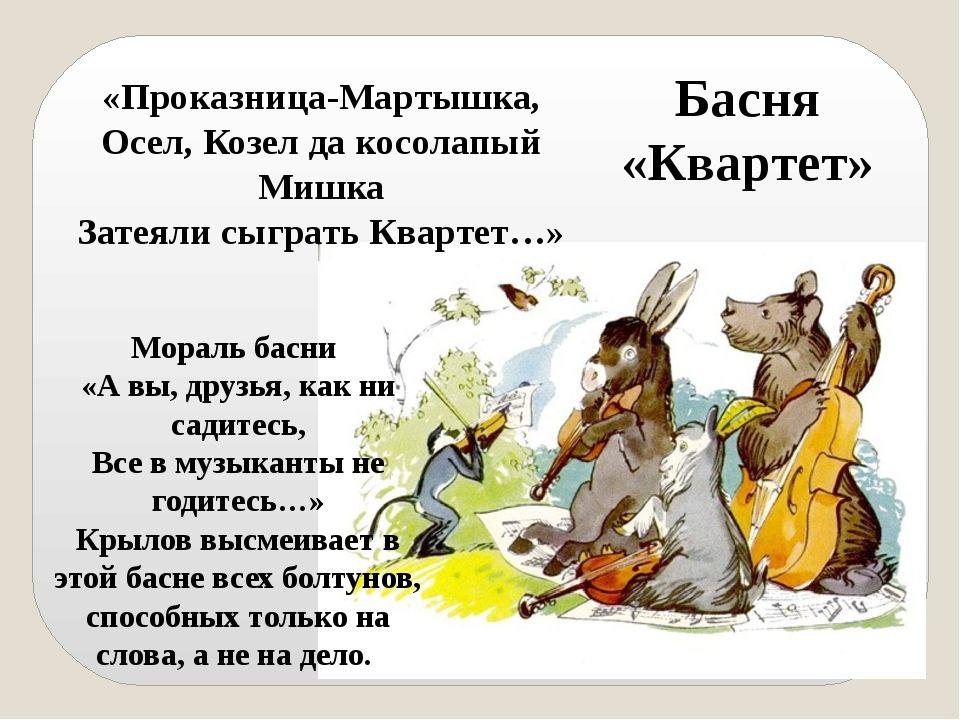 «Проказница-Мартышка,
Осел, Козел да косолапый
Мишка
Затеяли сыграть Квартет…»
Басня
«Квартет»
Мораль басни
«А вы, друзья, как ни
садитесь,
Все в музыканты не
годитесь…»
Крылов высмеивает в
этой басне всех болтунов,
способных только на
слова, а не на дело.